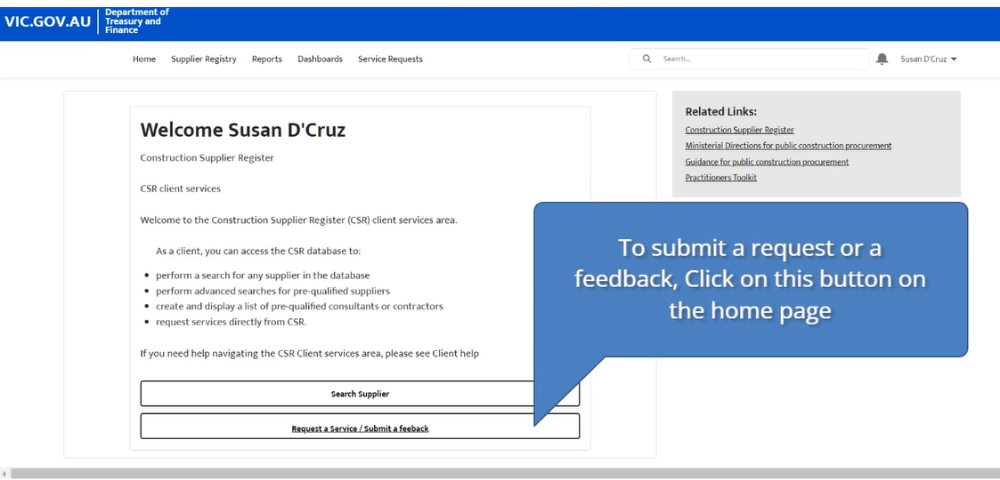 VIC.GOV.AU
Department of
Treasury and
Finance
Home Supplier Registry Reports Dashboards Service Requests
Search...
Susan D'Cruz
Welcome Susan D'Cruz
Construction Supplier Register
CSR client services
Welcome to the Construction Supplier Register (CSR) client services area.
As a client, you can access the CSR database to:
• perform a search for any supplier in the database
• perform advanced searches for pre-qualified suppliers
• create and display a list of pre-qualified consultants or contractors
• request services directly from CSR.
If you need help navigating the CSR Client services area, please see Client help
Search Supplier
Request a Service / Submit a feeback
Related Links:
Construction Supplier Register
Ministerial Directions for public construction procurement
Guidance for public construction procurement
Practitioners Toolkit
To submit a request or a
feedback, Click on this button on
the home page